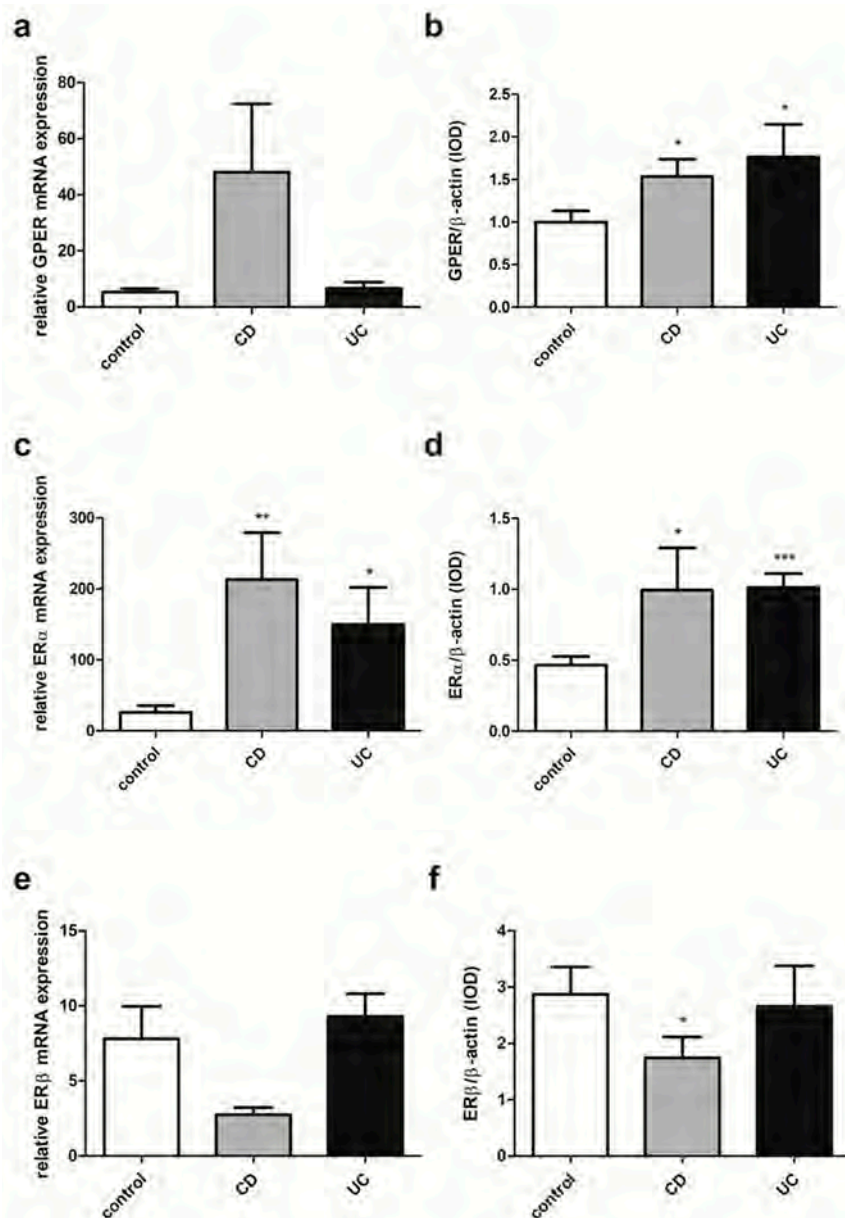 a
relative GPER mRNA expression
80
60
40
20
0
control
CD
UC
b
GPER/β-actin (IOD)
2.5
2.0
1.5
1.0
0.5
0.0
*
*
control
CD
UC
c
relative ERα mRNA expression
300
200
100
0
**
*
control
CD
UC
d
ERα/β-actin (IOD)
1.5
1.0
0.5
0.0
*
***
control
CD
UC
e
relative ERβ mRNA expression
15
10
5
0
control
CD
UC
f
ERβ/β-actin (IOD)
4
3
2
1
0
*
control
CD
UC